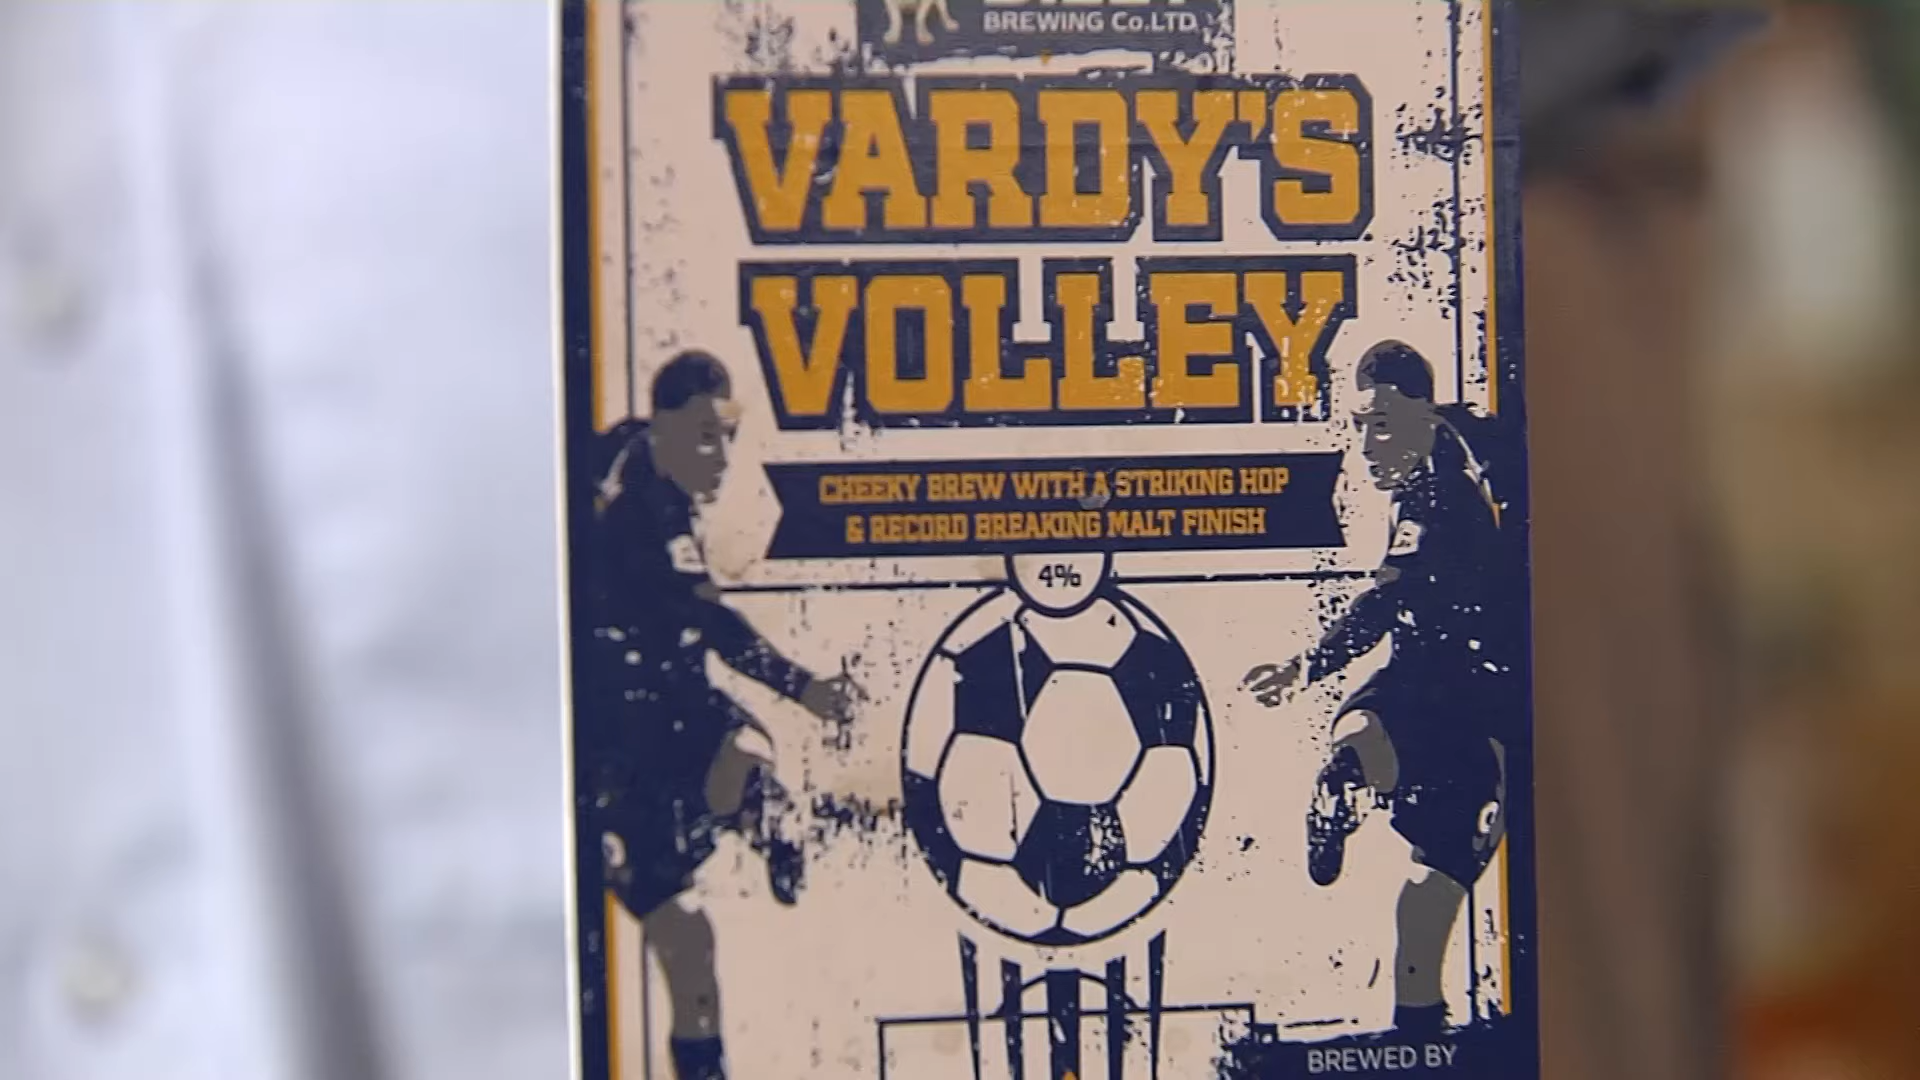 BREWING Co.LTD
VARDY'S
VOLLEY
CHEEKY BREW WITH A STRIKING HOP
& RECORD BREAKING MALT FINISH
4%
BREWED BY